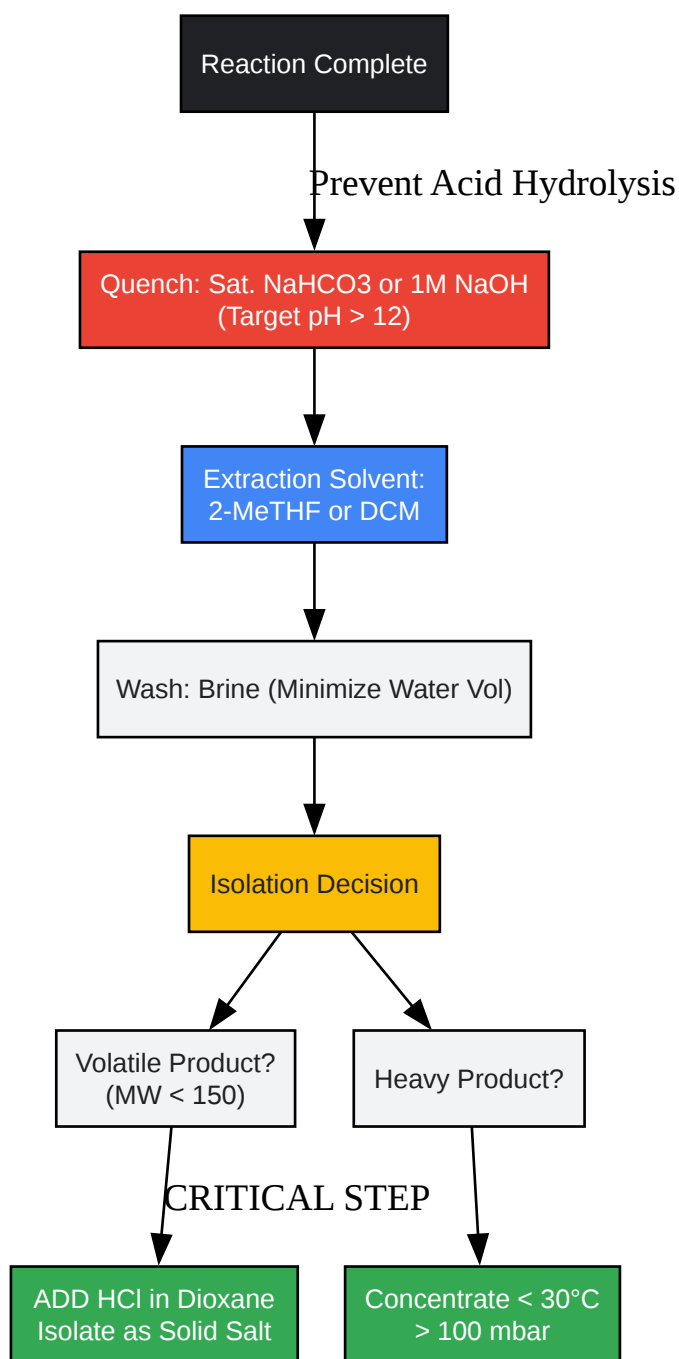 Reaction Complete
Prevent Acid Hydrolysis
Quench: Sat. NaHCO3 or 1M NaOH
(Target pH > 12)
Extraction Solvent:
2-MeTHF or DCM
Wash: Brine (Minimize Water Vol)
Isolation Decision
Volatile Product?
(MW < 150)
Heavy Product?
CRITICAL STEP
ADD HCl in Dioxane
Isolate as Solid Salt
Concentrate < 30°C
> 100 mbar